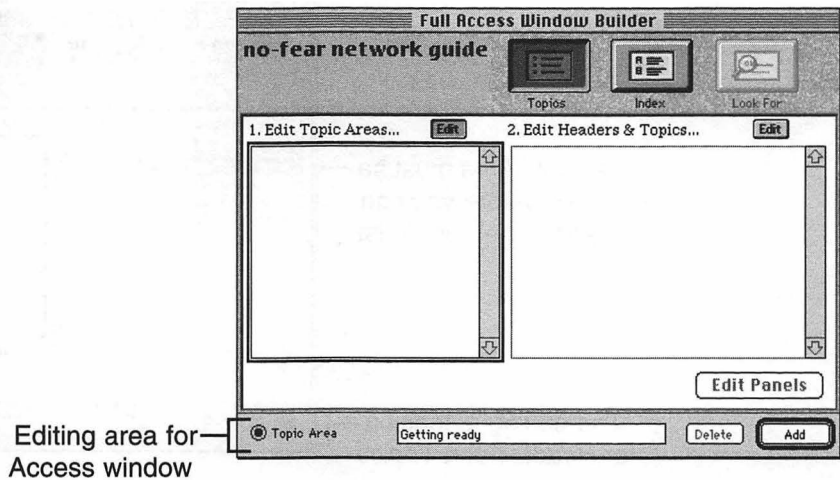 Full Access Window Builder
no-fear network guide
Topics
Index
Look For
1. Edit Topic Areas...
Edit
2. Edit Headers & Topics...
Edit
Edit Panels
Editing area for
Access window
Topic Area
Getting ready
Delete
Add